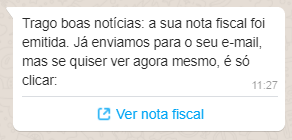 Trago boas notícias: a sua nota fiscal foi
emitida. Já enviamos para o seu e-mail,
mas se quiser ver agora mesmo, é só
clicar:
11:27
Ver nota fiscal